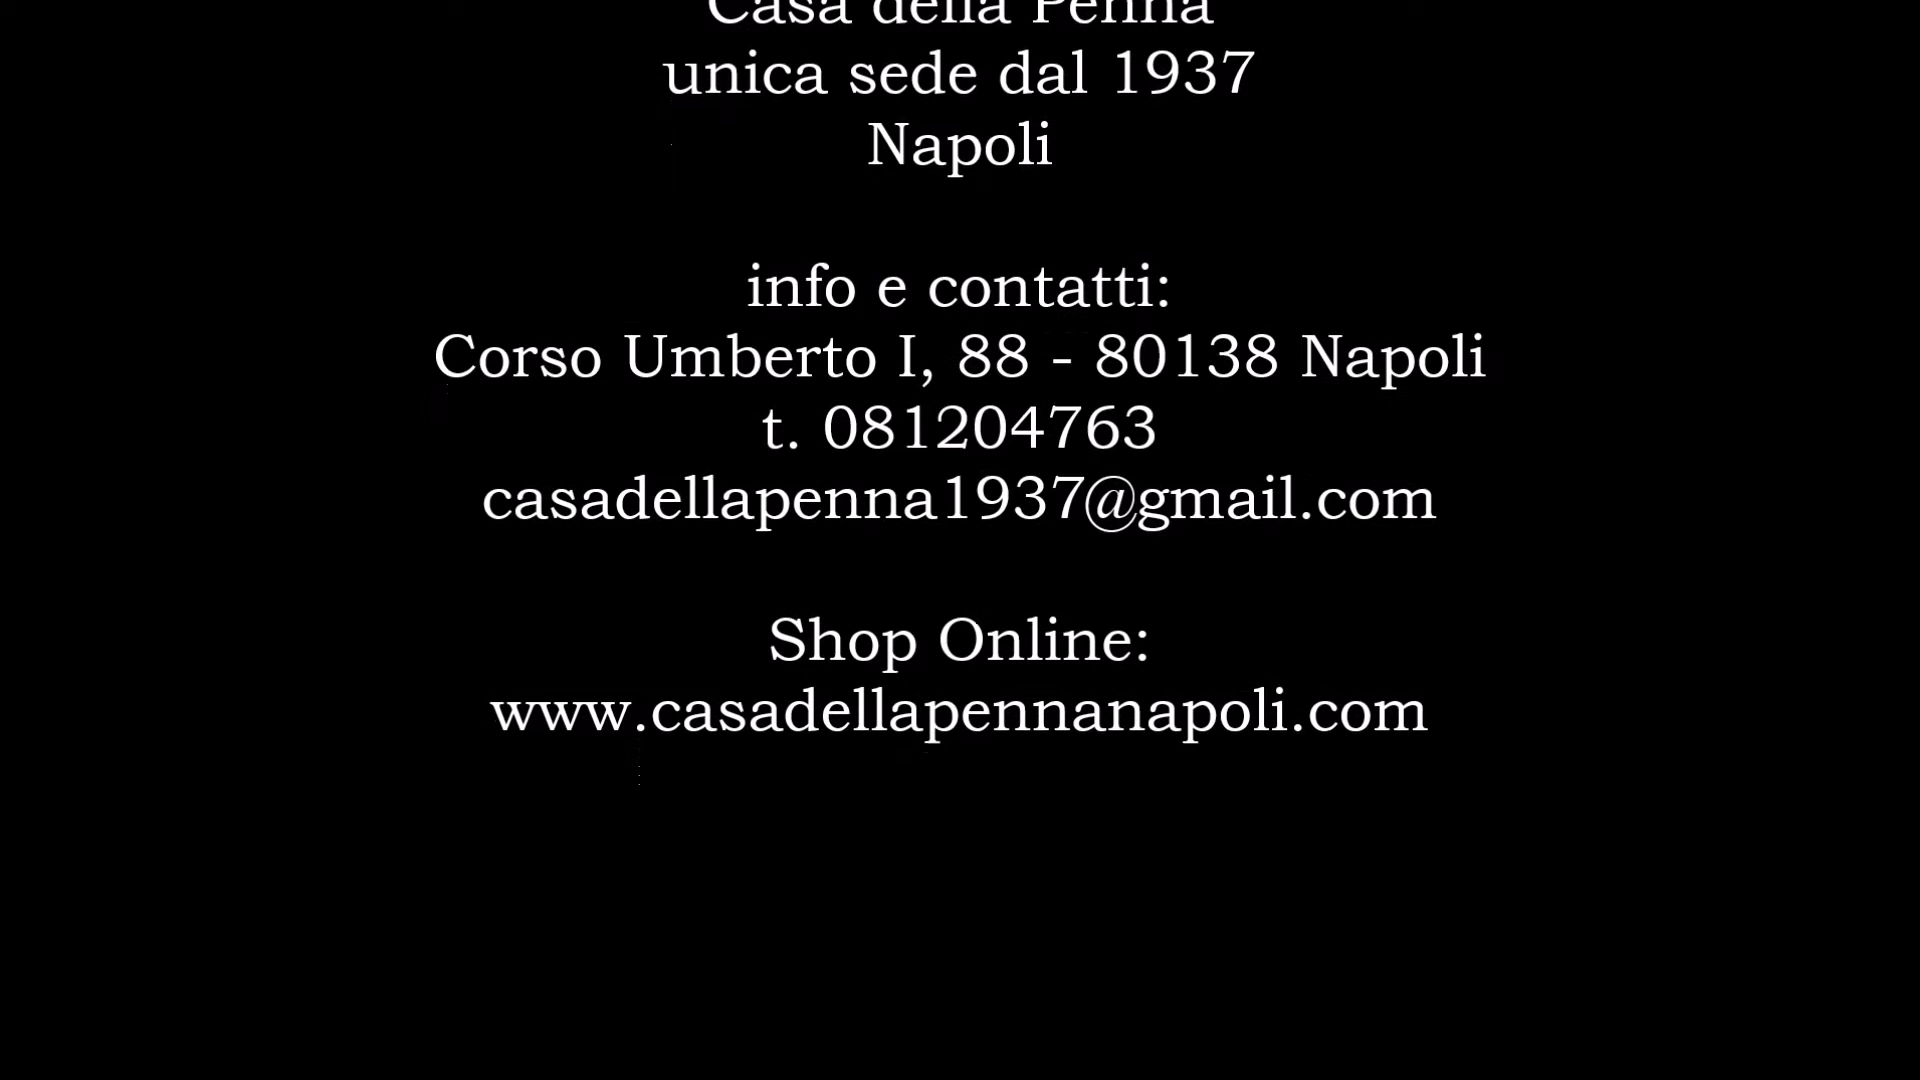 Casa della Penna
unica sede dal 1937
Napoli
info e contatti:
Corso Umberto I, 88 - 80138 Napoli
t. 081204763
casadellapenna1937@gmail.com
Shop Online:
www.casadellapennanapoli.com